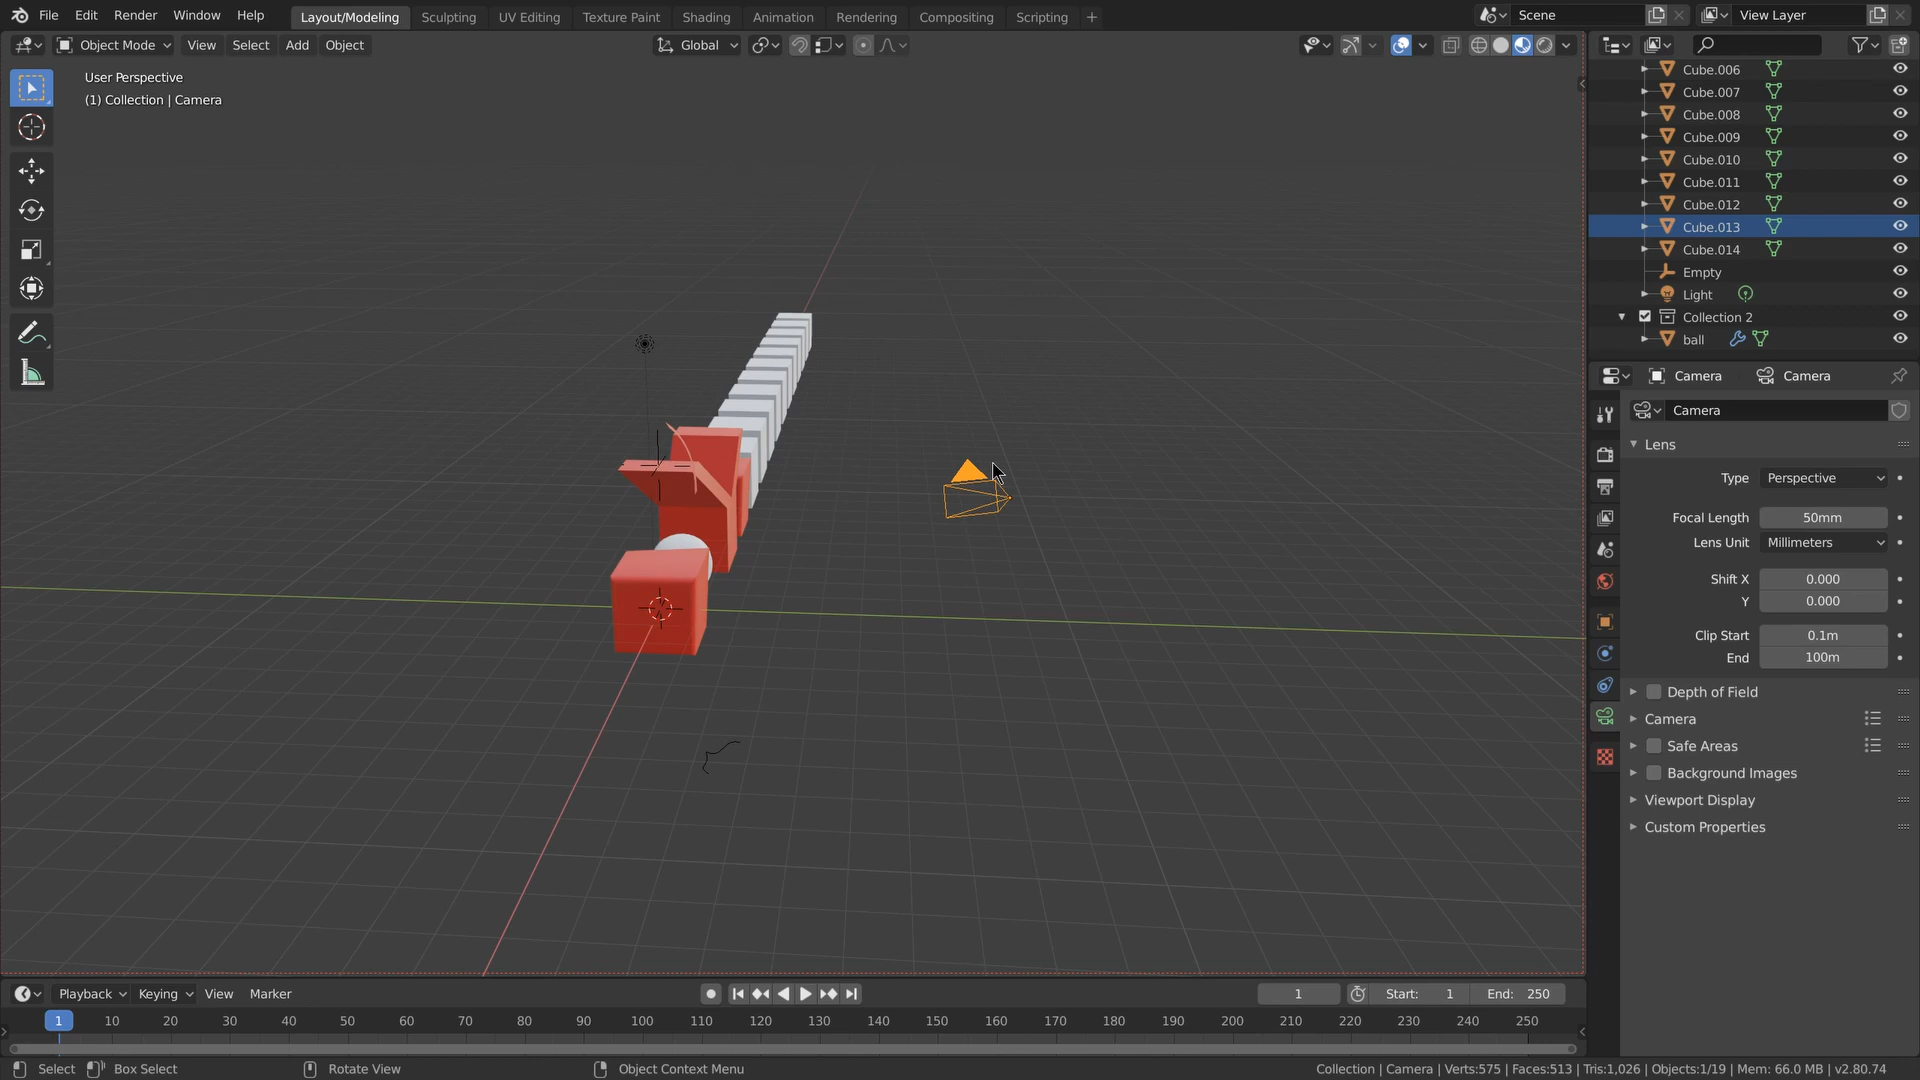 File Edit Render Window Help Layout/Modeling Sculpting UV Editing Texture Paint Shading Animation Rendering Compositing Scripting + Scene View Layer
Object Mode View Select Add Object Global
User Perspective
(1) Collection | Camera
Cube.006
Cube.007
Cube.008
Cube.009
Cube.010
Cube.011
Cube.012
Cube.013
Cube.014
Empty
Light
Collection 2
ball
Camera Camera
Camera
Lens
Type Perspective
Focal Length 50mm
Lens Unit Millimeters
Shift X 0.000
Y 0.000
Clip Start 0.1m
End 100m
Depth of Field
Camera
Safe Areas
Background Images
Viewport Display
Custom Properties
Playback Keying View Marker 1 Start: 1 End: 250
1 10 20 30 40 50 60 70 80 90 100 110 120 130 140 150 160 170 180 190 200 210 220 230 240 250
Select Box Select Rotate View Object Context Menu Collection | Camera | Verts:575 | Faces:513 | Tris:1,026 | Objects:1/19 | Mem: 66.0 MB | v2.80.74